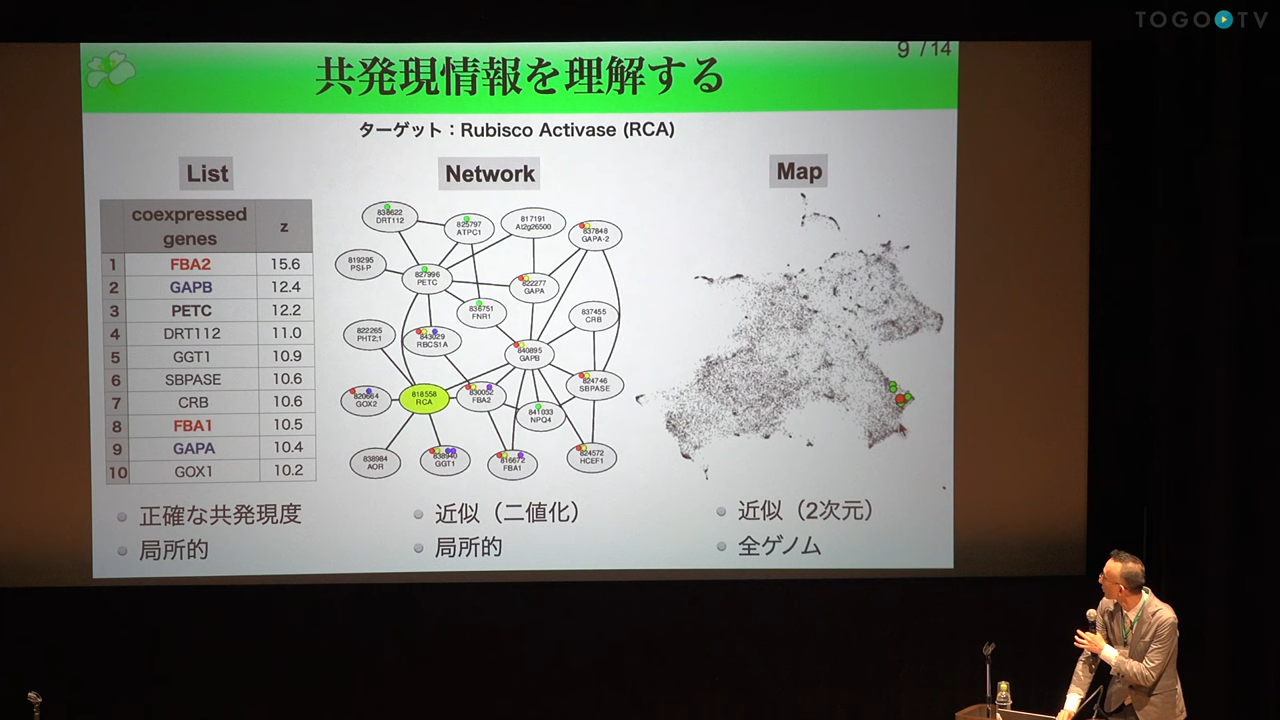 TOGO TV
9 / 14
共発現情報を理解する
ターゲット：Rubisco Activase (RCA)
List
coexpressed
genes
z
1 FBA2 15.6
2 GAPB 12.4
3 PETC 12.2
4 DRT112 11.0
5 GGT1 10.9
6 SBPASE 10.6
7 CRB 10.6
8 FBA1 10.5
9 GAPA 10.4
10 GOX1 10.2
正確な共発現度
局所的
Network
838622
DRT112
825797
ATPC1
817191
At2g26500
837848
GAPA-2
819295
PSI-P
827996
PETC
822277
GAPA
836751
FNR1
837455
CRB
822265
PHT2;1
843029
RBCS1A
840895
GAPB
824746
SBPASE
820684
GOX2
818558
RCA
830052
FBA2
841033
NPQ4
838984
AOR
838940
GGT1
816672
FBA1
824572
HCEF1
近似（二値化）
局所的
Map
近似（2次元）
全ゲノム